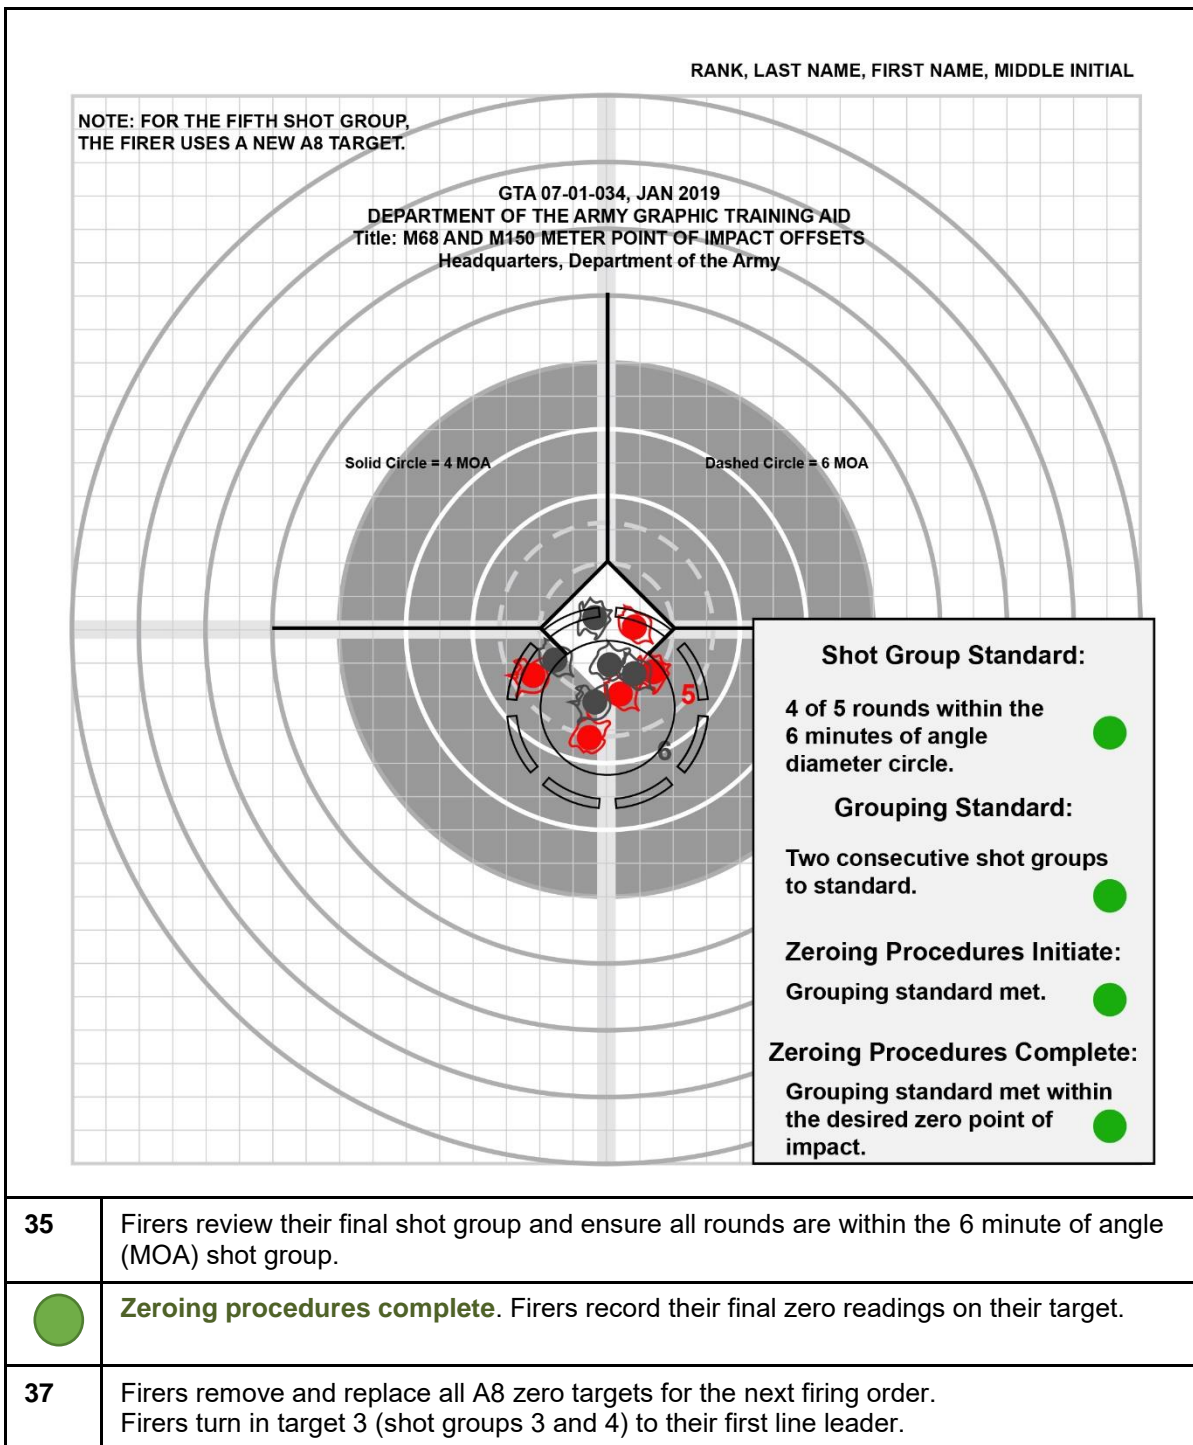 RANK, LAST NAME, FIRST NAME, MIDDLE INITIAL
NOTE: FOR THE FIFTH SHOT GROUP,
THE FIRER USES A NEW A8 TARGET.
GTA 07-01-034, JAN 2019
DEPARTMENT OF THE ARMY GRAPHIC TRAINING AID
Title: M68 AND M150 METER POINT OF IMPACT OFFSETS
Headquarters, Department of the Army
Solid Circle = 4 MOA
Dashed Circle = 6 MOA
5
6
Shot Group Standard:
4 of 5 rounds within the
6 minutes of angle
diameter circle.
Grouping Standard:
Two consecutive shot groups
to standard.
Zeroing Procedures Initiate:
Grouping standard met.
Zeroing Procedures Complete:
Grouping standard met within
the desired zero point of
impact.
35 Firers review their final shot group and ensure all rounds are within the 6 minute of angle
(MOA) shot group.
Zeroing procedures complete. Firers record their final zero readings on their target.
37 Firers remove and replace all A8 zero targets for the next firing order.
Firers turn in target 3 (shot groups 3 and 4) to their first line leader.